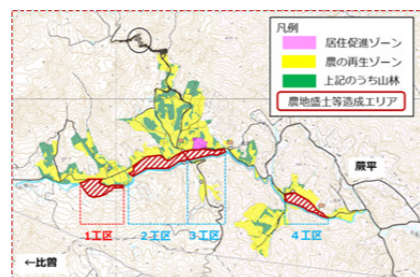 凡例
居住促進ゾーン
農の再生ゾーン
上記のうち山林
農地盛土等造成エリア
蕨平
1工区
2工区
3工区
4工区
←比曽